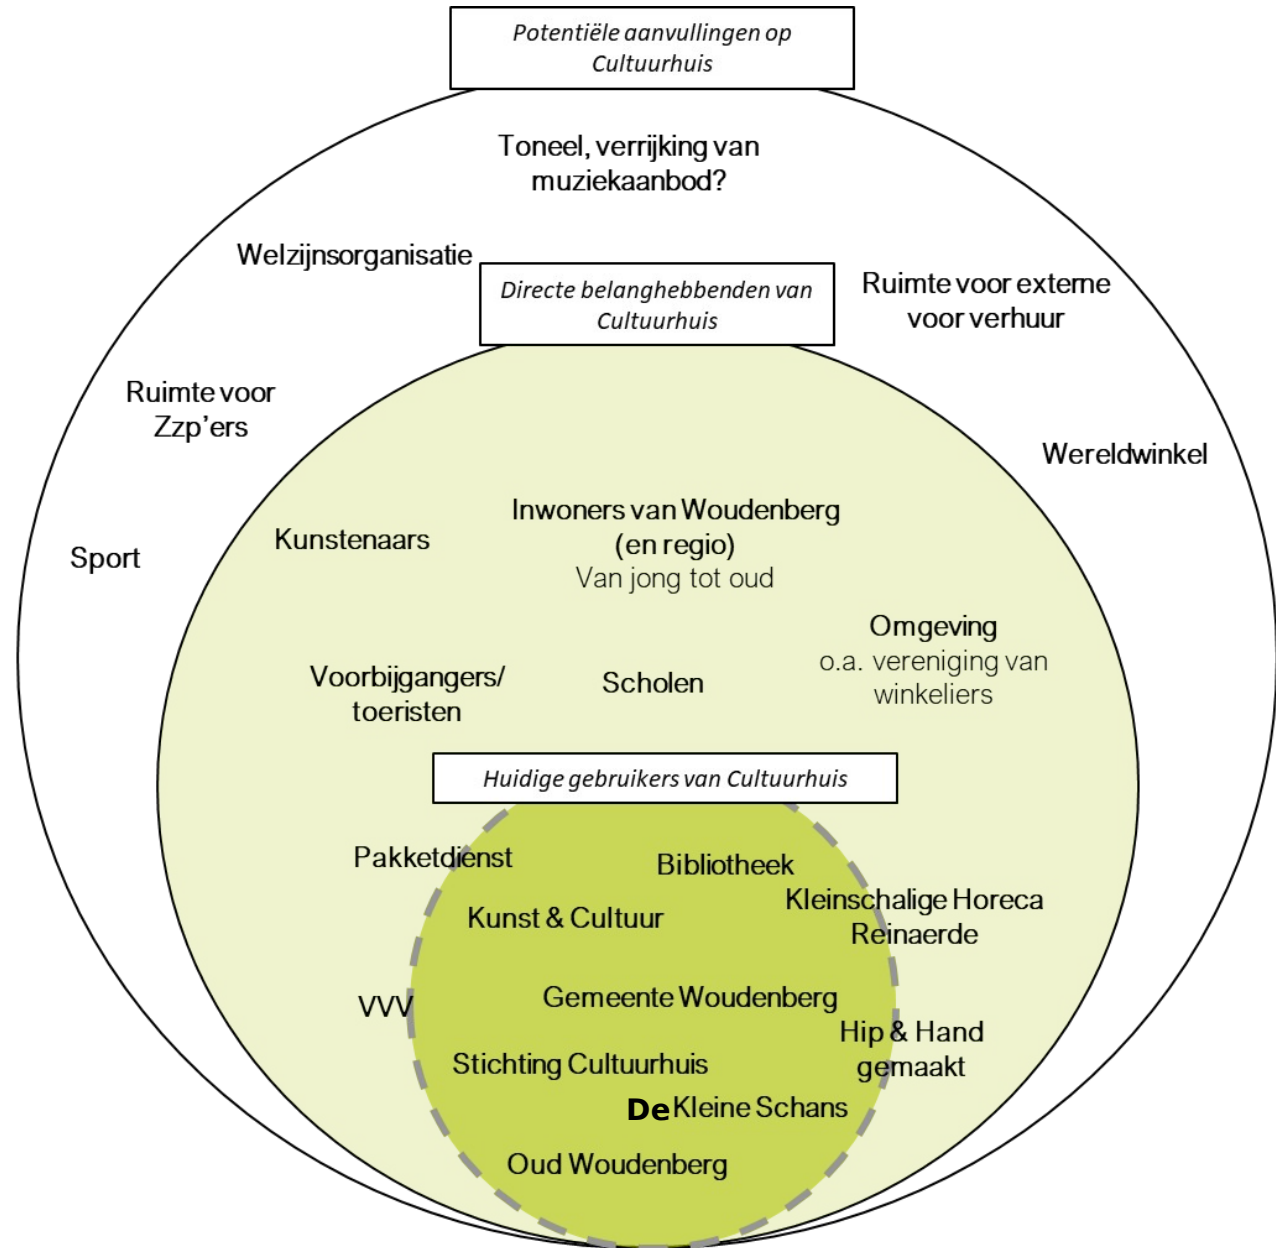 Potentiële aanvullingen op
Cultuurhuis
Toneel, verrijking van
muziekaanbod?
Welzijnsorganisatie
Directe belanghebbenden van
Cultuurhuis
Ruimte voor externe
voor verhuur
Ruimte voor
Zzp'ers
Wereldwinkel
Sport
Kunstenaars
Inwoners van Woudenberg
(en regio)
Van jong tot oud
Omgeving
o.a. vereniging van
winkeliers
Voorbijgangers/
toeristen
Scholen
Huidige gebruikers van Cultuurhuis
Pakketdienst
Bibliotheek
Kleinschalige Horeca
Reinaerde
Kunst & Cultuur
VVV
Gemeente Woudenberg
Hip & Hand
gemaakt
Stichting Cultuurhuis
De Kleine Schans
Oud Woudenberg